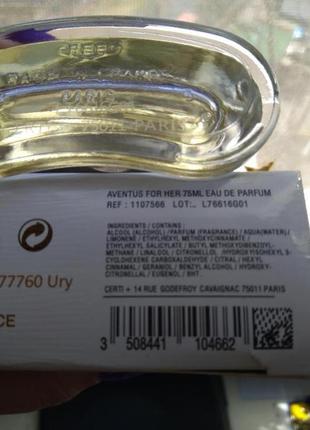 CREED
MADE IN FRANCE
PARIS
AVENTUS FOR HER 75ML EAU DE PARFUM
REF : 1107566 LOT:. L76616G01
INGREDIENTS / CONTAINS :
ALCOOL (ALCOHOL) / PARFUM (FRAGRANCE) / AQUA(WATER)/
LIMONENE / ETHYLHEXYL METHOXYCINNAMATE /
ETHYLHEXYL SALICYLATE / BUTYL METHOXYDIBENZOYL-
METHANE / LINALOOL / CITRONELLOL /HYDROXYISOHEXYL 3-
CYCLOHEXENE CARBOXALDEHYDE / CITRAL / HEXYL
CINNAMAL / GERANIOL / BENZYL ALCOHOL / HYDROXY-
CITRONELLAL / EUGENOL / BHT.
77760 Ury
CERTI + 14 RUE GODEFROY CAVAIGNAC 75011 PARIS
CE
3 508441 104662